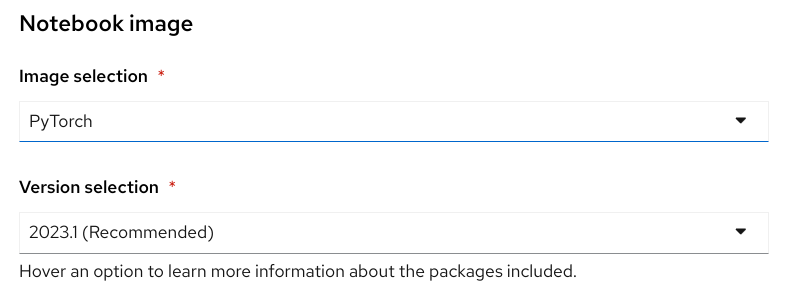 Notebook image
Image selection *
PyTorch
Version selection *
2023.1 (Recommended)
Hover an option to learn more information about the packages included.